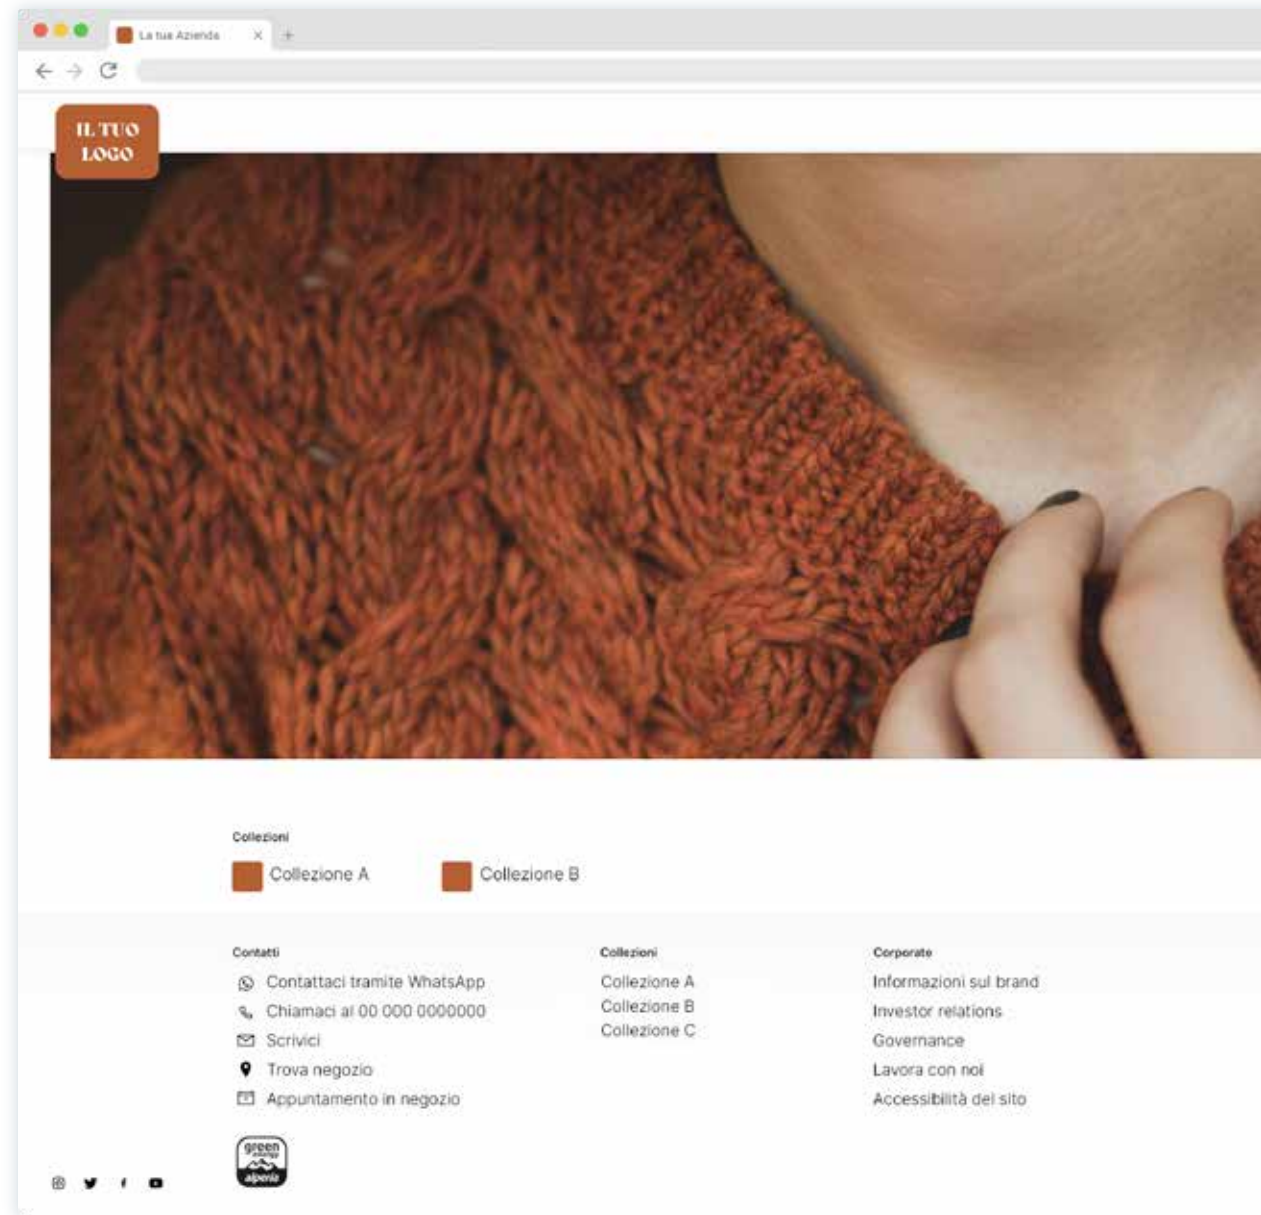 La tua Azienda
IL TUO
LOGO
Collezioni
Collezione A
Collezione B
Contatti
Contattaci tramite WhatsApp
Chiamaci al 00 000 0000000
Scrivici
Trova negozio
Appuntamento in negozio
Collezioni
Collezione A
Collezione B
Collezione C
Corporate
Informazioni sul brand
Investor relations
Governance
Lavora con noi
Accessibilità del sito
green
energy
alperia